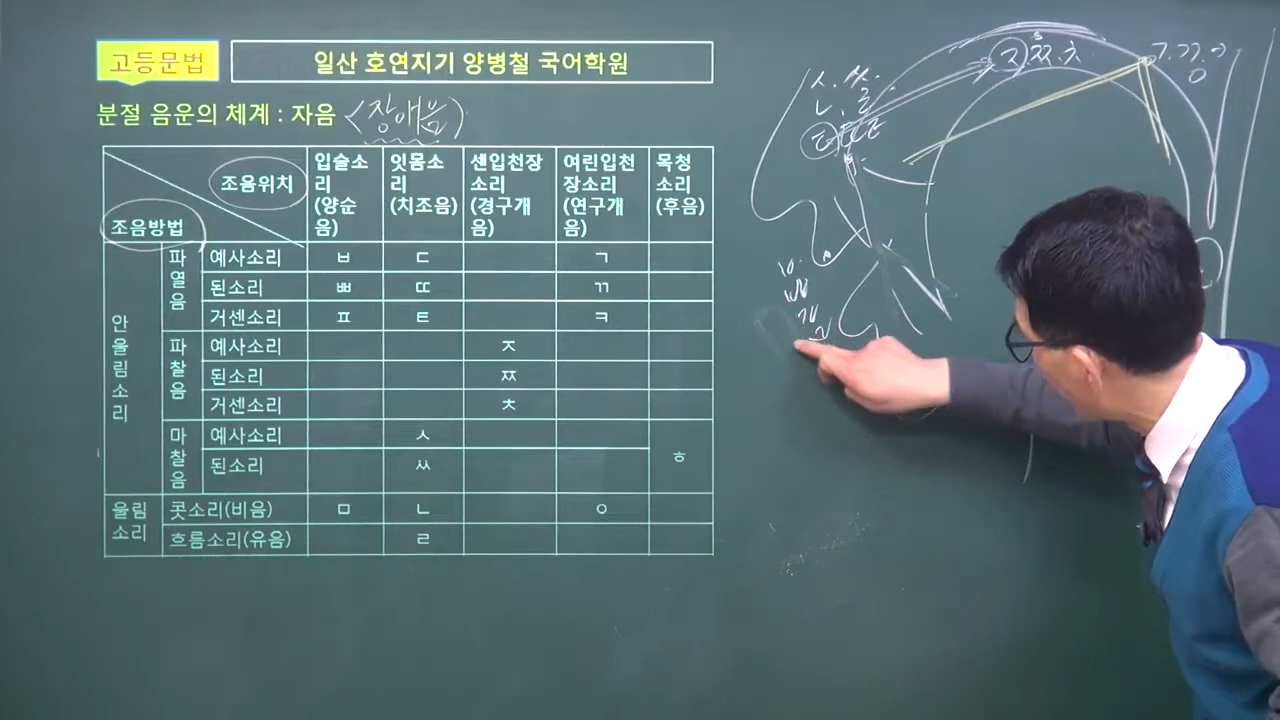 고등문법
일산 호연지기 양병철 국어학원
분절 음운의 체계 : 자음 <장애음>
조음위치
조음방법
입술소리(양순음)
잇몸소리(치조음)
센입천장소리(경구개음)
여린입천장소리(연구개음)
목청소리(후음)
안울림소리
파열음
예사소리 ㅂ ㄷ ㄱ
된소리 ㅃ ㄸ ㄲ
거센소리 ㅍ ㅌ ㅋ
파찰음
예사소리 ㅈ
된소리 ㅉ
거센소리 ㅊ
마찰음
예사소리 ㅅ
된소리 ㅆ
ㅎ
울림소리
콧소리(비음) ㅁ ㄴ ㅇ
흐름소리(유음) ㄹ
ㅅ.ㅆ.
ㅈ ㅉ.ㅊ
ㄱ.ㄲ.ㅋ
ㅇ